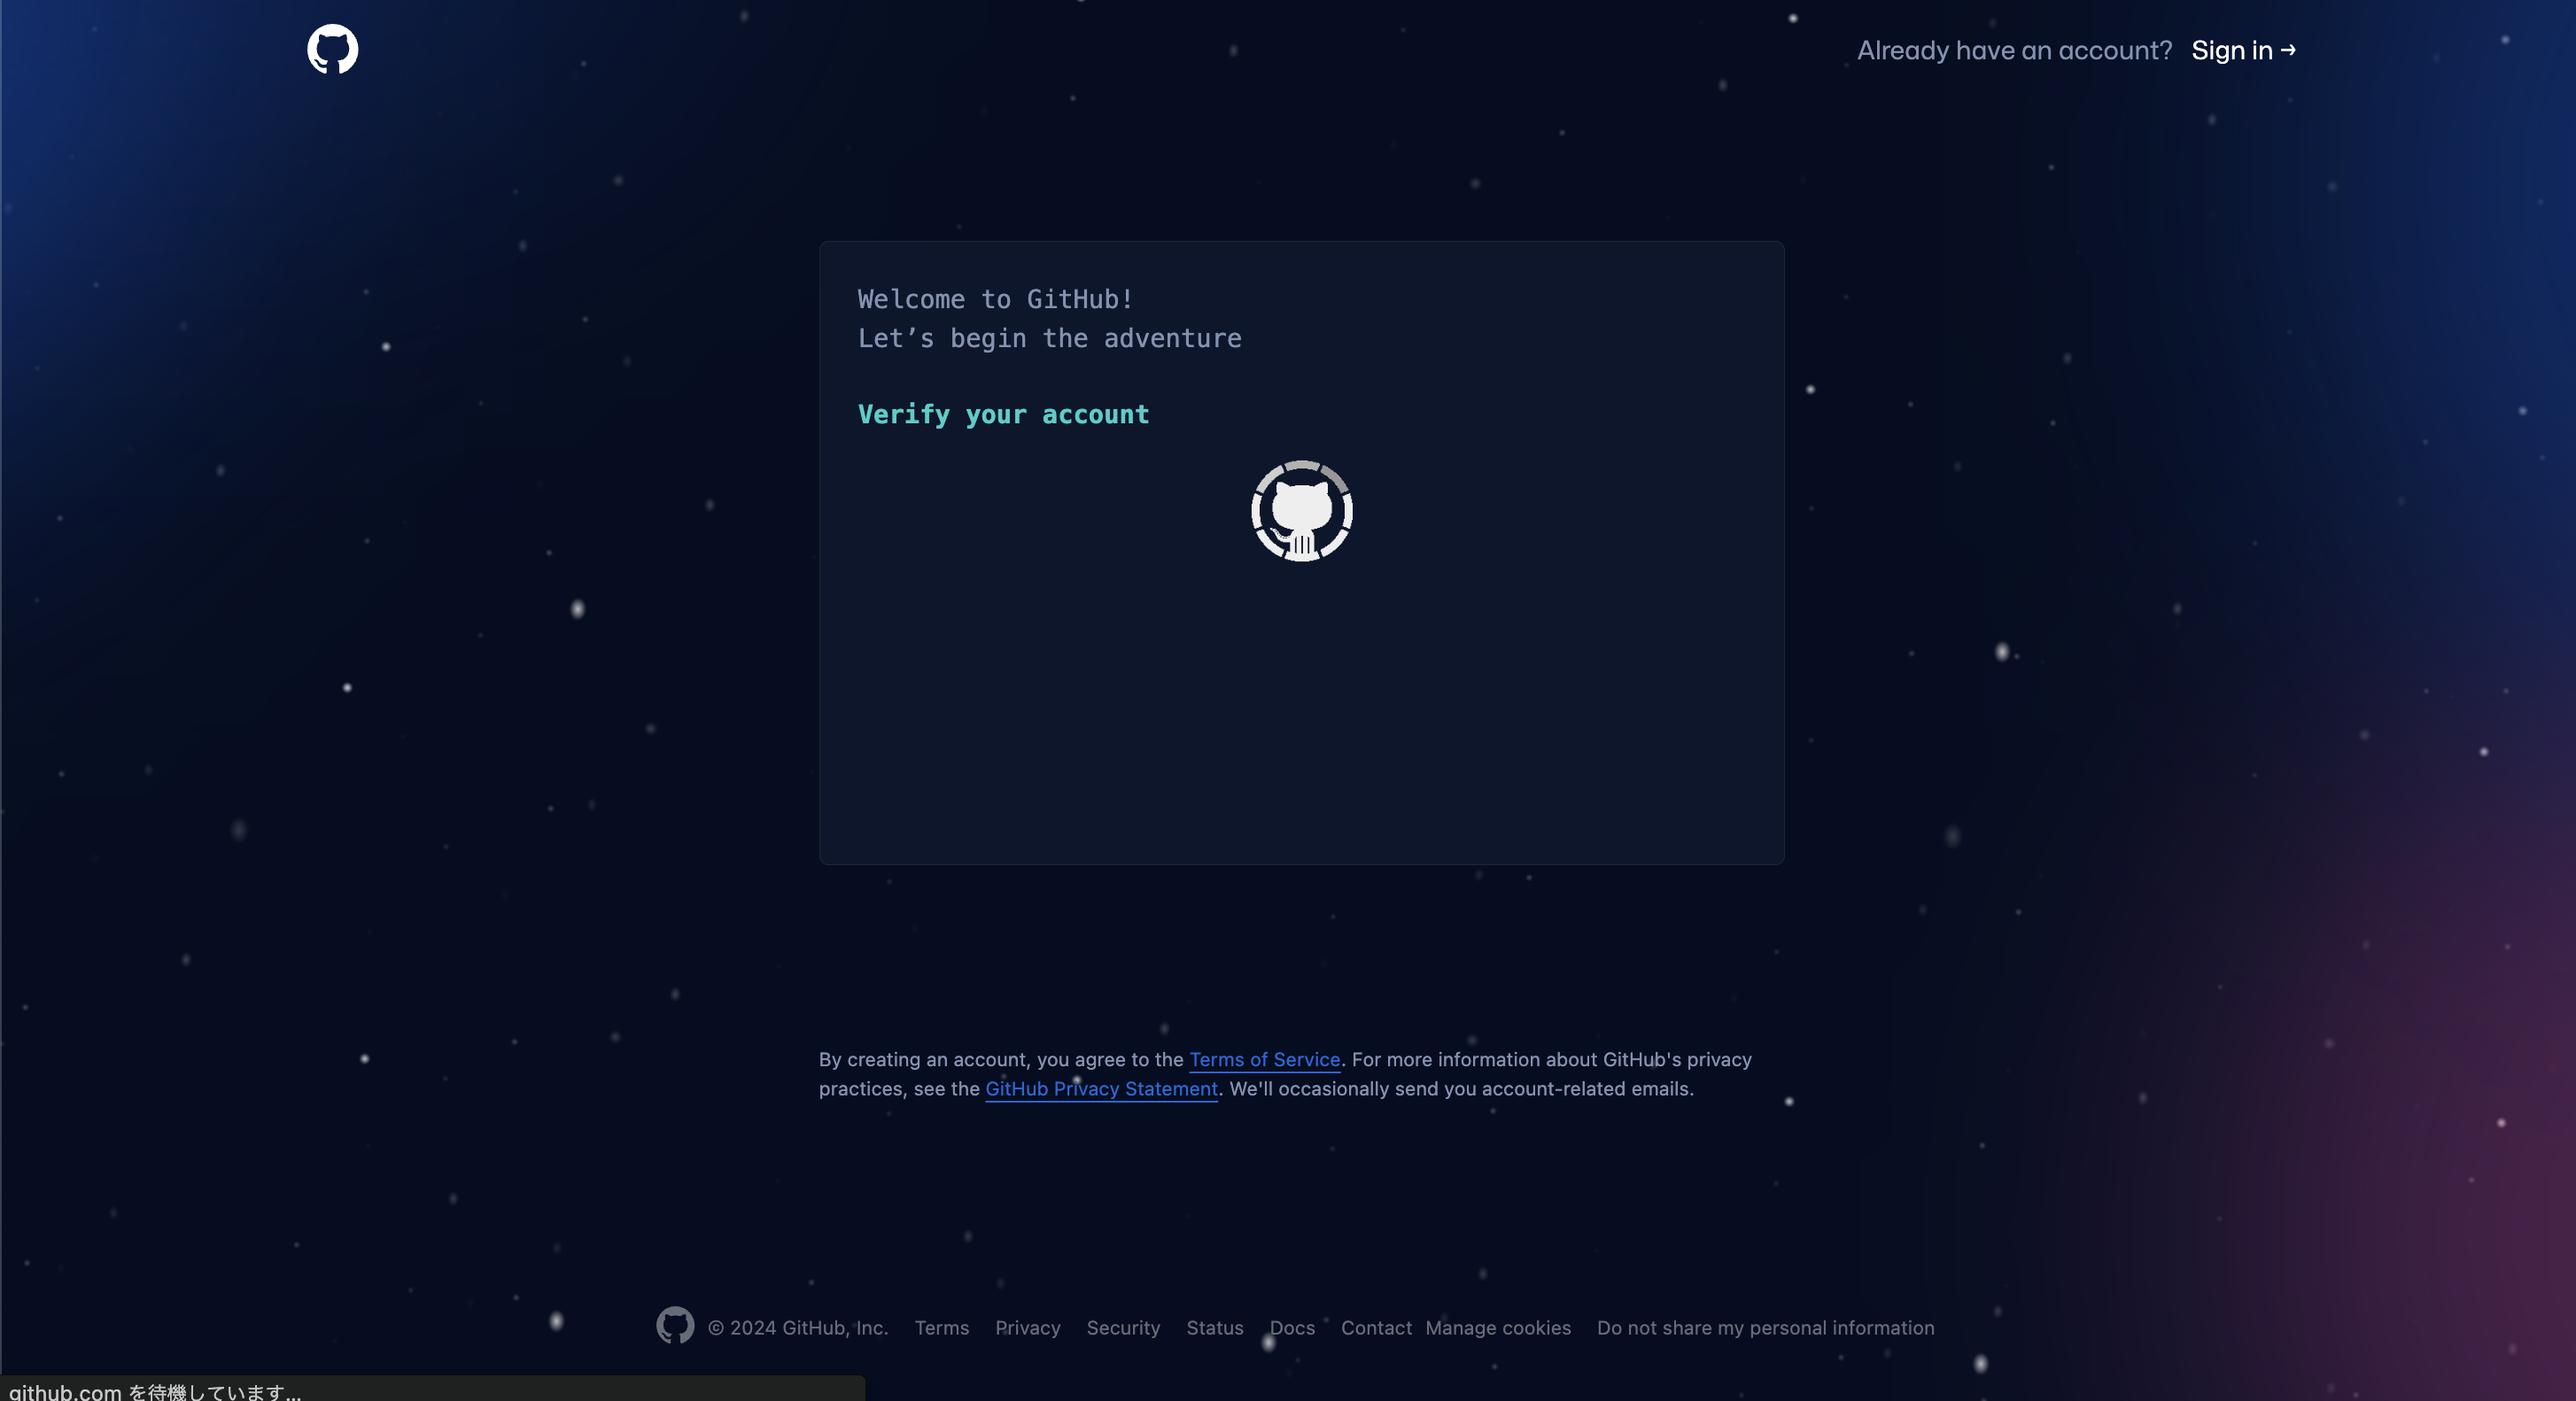 Already have an account? Sign in →
Welcome to GitHub!
Let’s begin the adventure
Verify your account
By creating an account, you agree to the Terms of Service. For more information about GitHub's privacy
practices, see the GitHub Privacy Statement. We'll occasionally send you account-related emails.
© 2024 GitHub, Inc. Terms Privacy Security Status Docs Contact Manage cookies Do not share my personal information
github.com を待機しています...